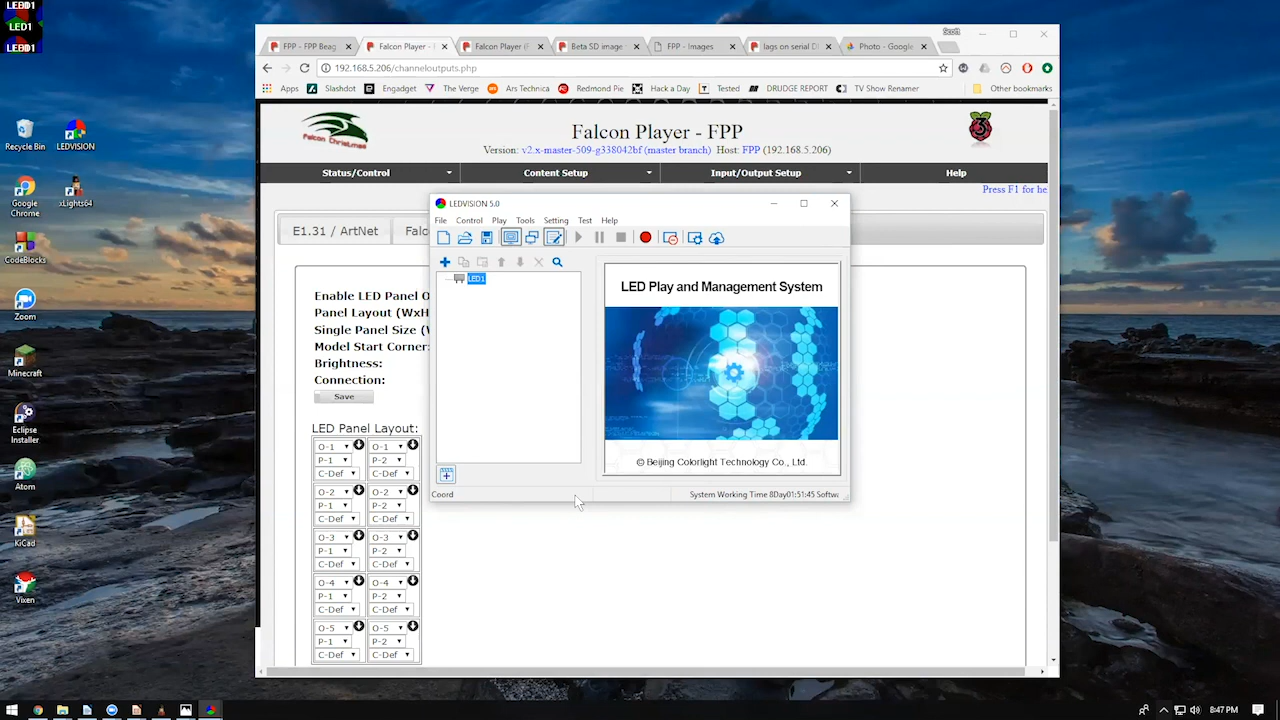 LEBD1
LED1
LEBD1
Scott
FPP - FPP Beag
Falcon Player -
Falcon Player (F
Beta SD image
FPP - Images
lags on serial D
Photo - Google
192.168.5.206/channeloutputs.php
Apps
Slashdot
Engadget
The Verge
Ars Technica
Redmond Pie
Hack a Day
Tested
DRUDGE REPORT
TV Show Renamer
Other bookmarks
Falcon Christmas
Falcon Player - FPP
Version: v2.x-master-509-g338042bf (master branch) Host: FPP (192.168.5.206)
Status/Control
Content Setup
Input/Output Setup
Help
Press F1 for he
E1.31 / ArtNet
Falc
Recycle Bin
LEDVISION
Google Chrome
xLights64
CodeBlocks
Zoom
Minecraft
Eclipse Installer
Atom
KiCad
Vixen
LEDVISION 5.0
File Control Play Tools Setting Test Help
LED1
LED Play and Management System
© Beijing Colorlight Technology Co., Ltd.
Coord
System Working Time 8Day01:51:45 Softwa
Enable LED Panel O
Panel Layout (WxH
Single Panel Size (
Model Start Corner:
Brightness:
Connection:
Save
LED Panel Layout:
O-1 O-1
P-1 P-2
C-Def C-Def
O-2 O-2
P-1 P-2
C-Def C-Def
O-3 O-3
P-1 P-2
C-Def C-Def
O-4 O-4
P-1 P-2
C-Def C-Def
O-5 O-5
P-1 P-2
C-Def C-Def
8:47 PM